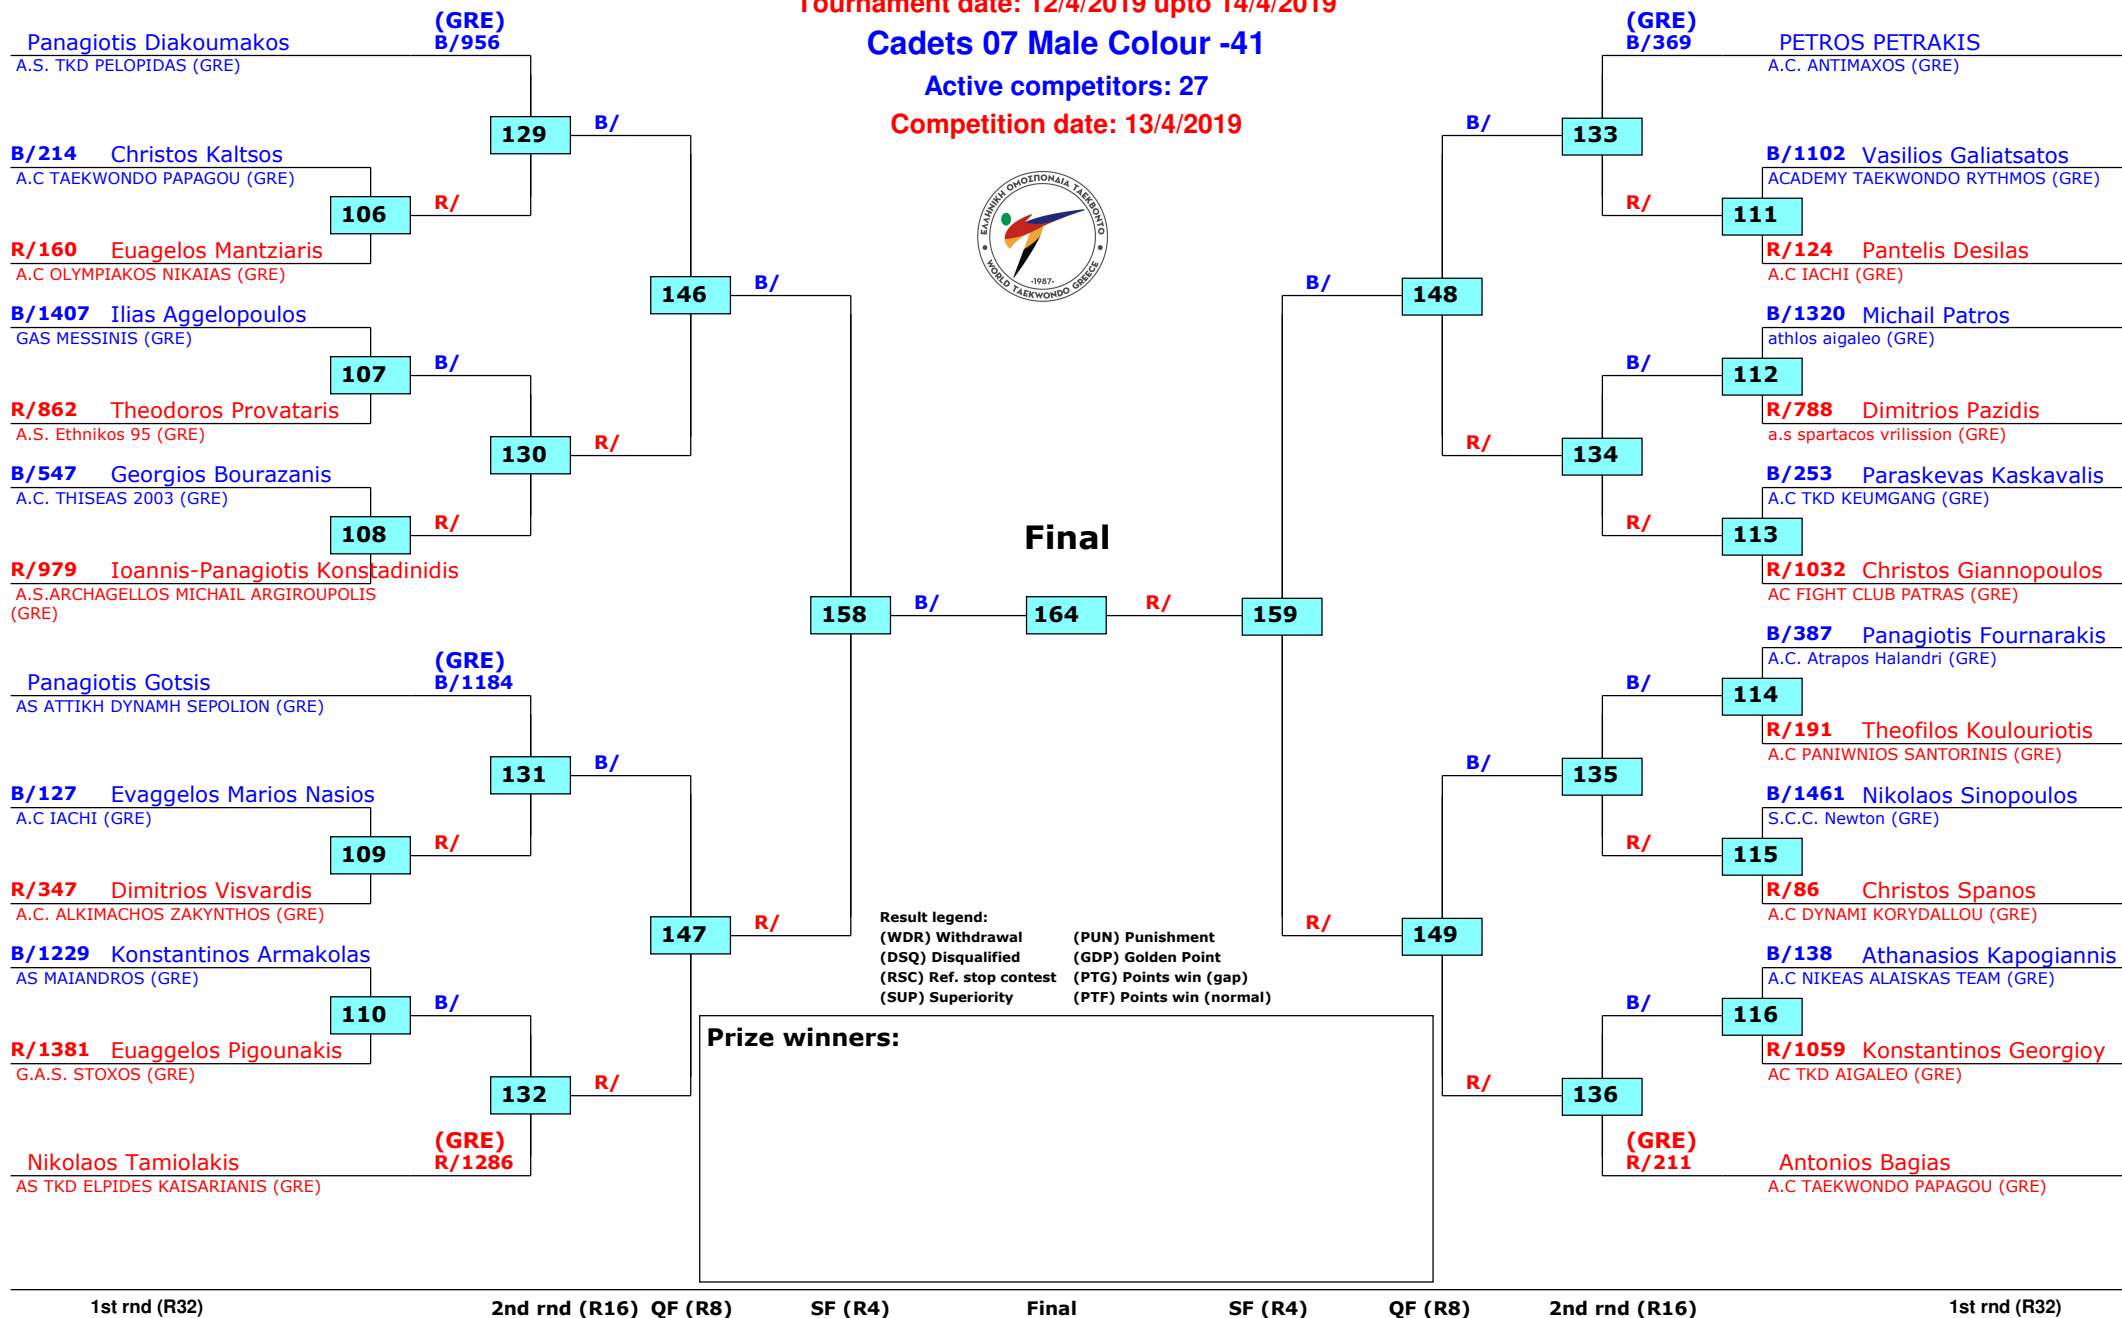 Tournament date: 12/4/2019 upto 14/4/2019
Cadets 07 Male Colour -41
Active competitors: 27
Competition date: 13/4/2019
ΕΛΛΗΝΙΚΗ ΟΜΟΣΠΟΝΔΙΑ ΤΑΕΚΒΟΝΤΟ
-1987-
WORLD TAEKWONDO GREECE
(GRE)
Panagiotis Diakoumakos B/956
A.S. TKD PELOPIDAS (GRE)
129 B/
B/214 Christos Kaltsos
A.C TAEKWONDO PAPAGOU (GRE)
106 R/
R/160 Euagelos Mantziaris
A.C OLYMPIAKOS NIKAIAS (GRE)
146 B/
B/1407 Ilias Aggelopoulos
GAS MESSINIS (GRE)
107 B/
R/862 Theodoros Provataris
A.S. Ethnikos 95 (GRE)
130 R/
B/547 Georgios Bourazanis
A.C. THISEAS 2003 (GRE)
108 R/
R/979 Ioannis-Panagiotis Konstadinidis
A.S.ARCHAGELLOS MICHAIL ARGIROUPOLIS
(GRE)
Final
158 B/ 164 R/ 159
(GRE)
Panagiotis Gotsis B/1184
AS ATTIKH DYNAMH SEPOLION (GRE)
131 B/
B/127 Evaggelos Marios Nasios
A.C IACHI (GRE)
109 R/
R/347 Dimitrios Visvardis
A.C. ALKIMACHOS ZAKYNTHOS (GRE)
147 R/
B/1229 Konstantinos Armakolas
AS MAIANDROS (GRE)
110 B/
R/1381 Euaggelos Pigounakis
G.A.S. STOXOS (GRE)
132 R/
(GRE)
Nikolaos Tamiolakis R/1286
AS TKD ELPIDES KAISARIANIS (GRE)
(GRE)
B/369 PETROS PETRAKIS
A.C. ANTIMAXOS (GRE)
B/ 133
B/1102 Vasilios Galiatsatos
ACADEMY TAEKWONDO RYTHMOS (GRE)
R/ 111
R/124 Pantelis Desilas
A.C IACHI (GRE)
B/ 148
B/1320 Michail Patros
athlos aigaleo (GRE)
B/ 112
R/788 Dimitrios Pazidis
a.s spartacos vrilission (GRE)
R/ 134
B/253 Paraskevas Kaskavalis
A.C TKD KEUMGANG (GRE)
R/ 113
R/1032 Christos Giannopoulos
AC FIGHT CLUB PATRAS (GRE)
B/387 Panagiotis Fournarakis
A.C. Atrapos Halandri (GRE)
B/ 114
R/191 Theofilos Koulouriotis
A.C PANIWNIOS SANTORINIS (GRE)
B/ 135
B/1461 Nikolaos Sinopoulos
S.C.C. Newton (GRE)
R/ 115
R/86 Christos Spanos
A.C DYNAMI KORYDALLOU (GRE)
R/ 149
B/138 Athanasios Kapogiannis
A.C NIKEAS ALAISKAS TEAM (GRE)
B/ 116
R/1059 Konstantinos Georgioy
AC TKD AIGALEO (GRE)
R/ 136
(GRE)
R/211 Antonios Bagias
A.C TAEKWONDO PAPAGOU (GRE)
Result legend:
(WDR) Withdrawal (PUN) Punishment
(DSQ) Disqualified (GDP) Golden Point
(RSC) Ref. stop contest (PTG) Points win (gap)
(SUP) Superiority (PTF) Points win (normal)
Prize winners:
1st rnd (R32) 2nd rnd (R16) QF (R8) SF (R4) Final SF (R4) QF (R8) 2nd rnd (R16) 1st rnd (R32)